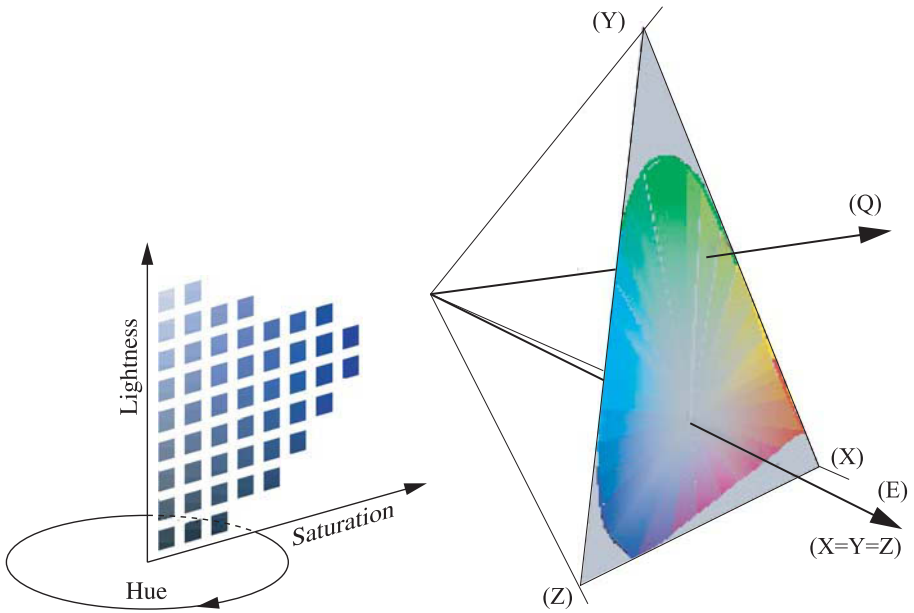 Lightness
Saturation
Hue
(Y)
(Q)
(X)
(E)
(X=Y=Z)
(Z)